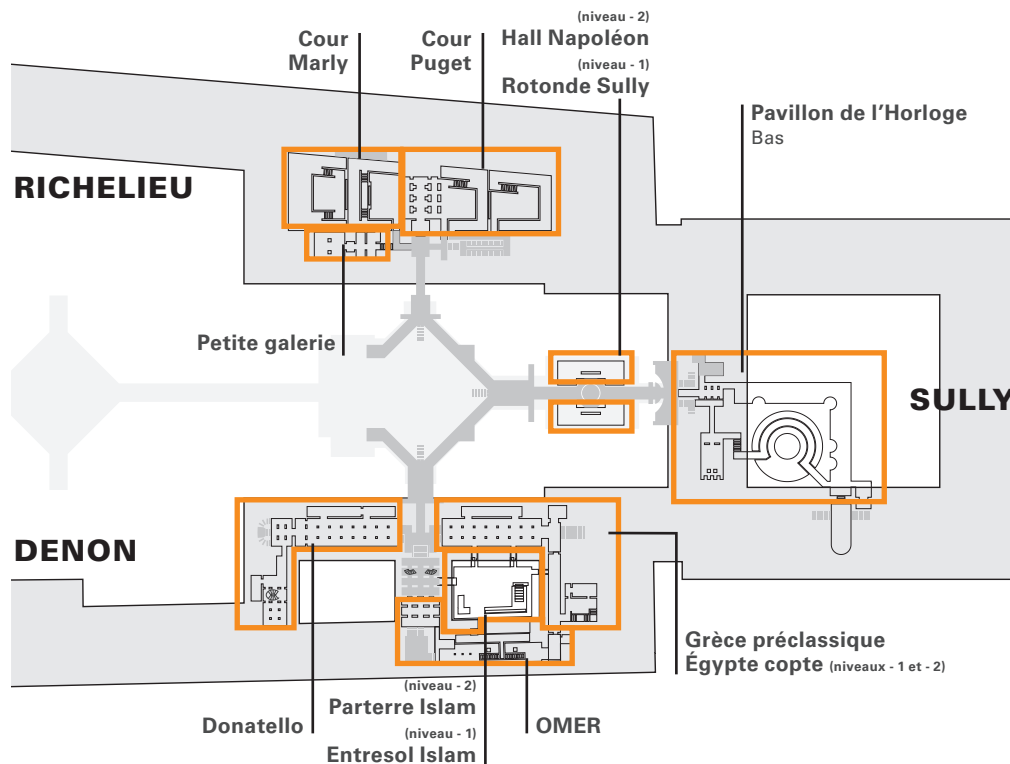 (niveau - 2)
Cour
Marly
Cour
Puget
Hall Napoléon
(niveau - 1)
Rotonde Sully
Pavillon de l'Horloge
Bas
RICHELIEU
Petite galerie
SULLY
DENON
Grèce préclassique
Égypte copte (niveaux - 1 et - 2)
(niveau - 2)
Parterre Islam
Donatello
(niveau - 1)
Entresol Islam
OMER